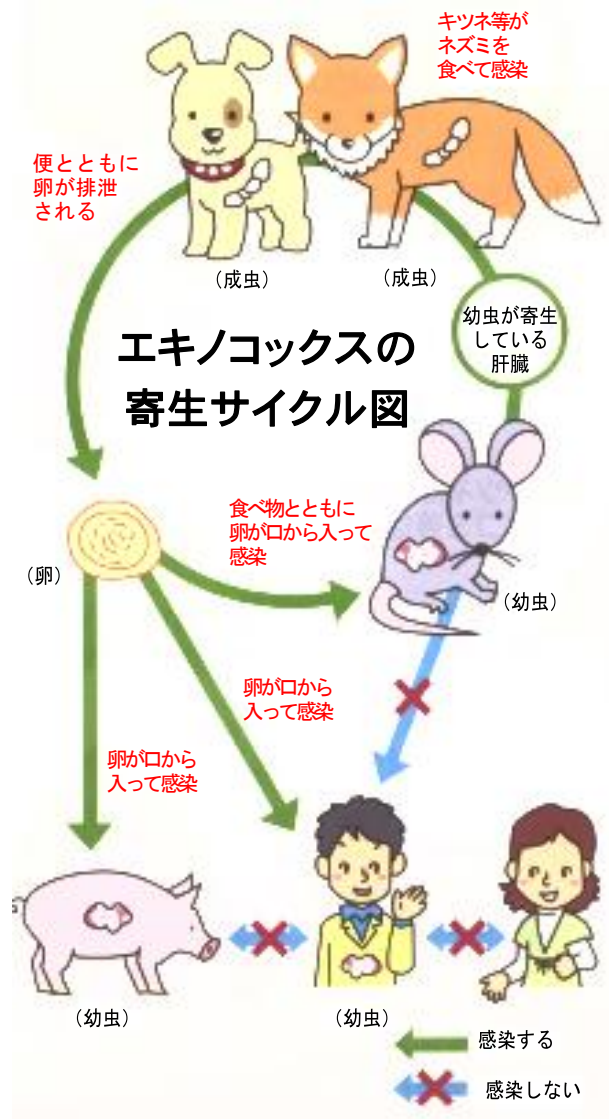 キツネ等が
ネズミを
食べて感染
便とともに
卵が排泄
される
（成虫）
（成虫）
幼虫が寄生
している
肝臓
エキノコックスの
寄生サイクル図
食べ物とともに
卵が口から入って
感染
（卵）
（幼虫）
卵が口から
入って感染
卵が口から
入って感染
（幼虫）
（幼虫）
感染する
感染しない